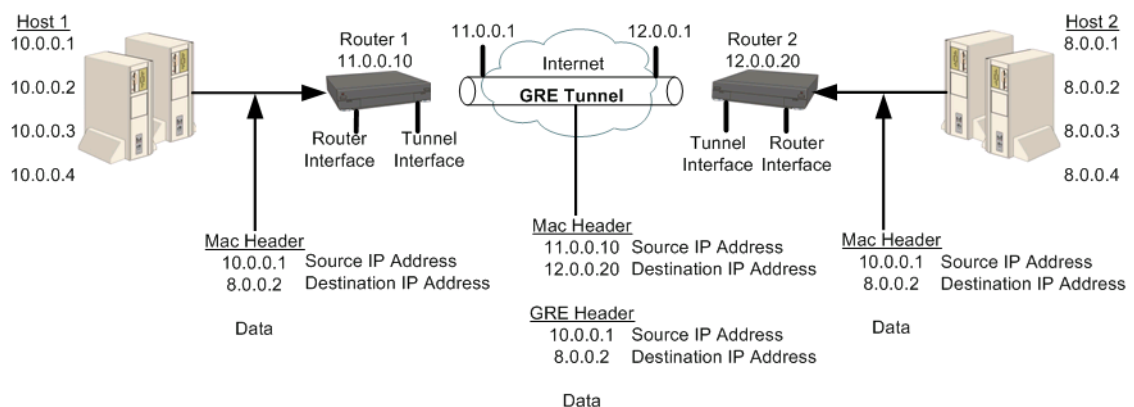 Host 1
10.0.0.1
10.0.0.2
10.0.0.3
10.0.0.4
Router 1
11.0.0.10
Router
Interface
Tunnel
Interface
11.0.0.1
12.0.0.1
Internet
GRE Tunnel
Router 2
12.0.0.20
Tunnel
Interface
Router
Interface
Host 2
8.0.0.1
8.0.0.2
8.0.0.3
8.0.0.4
Mac Header
10.0.0.1 Source IP Address
8.0.0.2 Destination IP Address
Data
Mac Header
11.0.0.10 Source IP Address
12.0.0.20 Destination IP Address
GRE Header
10.0.0.1 Source IP Address
8.0.0.2 Destination IP Address
Data
Mac Header
10.0.0.1 Source IP Address
8.0.0.2 Destination IP Address
Data